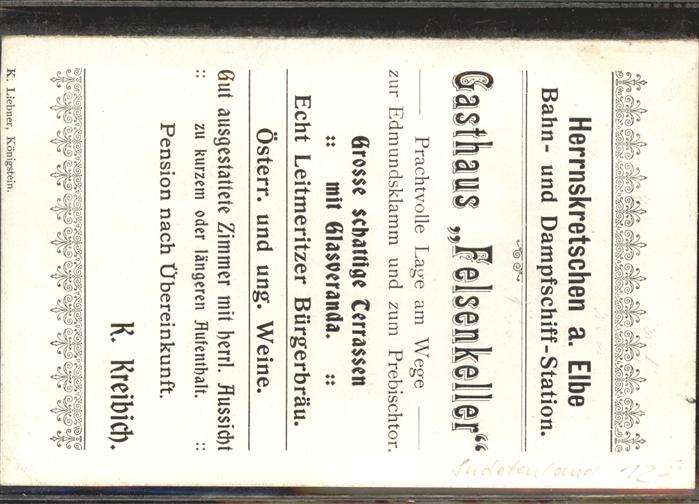 Herrnskretschen a. Elbe
Bahn- und Dampfschiff-Station.
Gasthaus „Felsenkeller“
— Prachtvolle Lage am Wege —
zur Edmundsklamm und zum Prebischtor.
Grosse schattige Terrassen
:: mit Glasveranda. ::
Echt Leitmeritzer Bürgerbräu.
Österr. und ung. Weine.
Gut ausgestattete Zimmer mit herrl. Aussicht
:: zu kurzem oder längeren Aufenthalt. ::
Pension nach Übereinkunft.
K. Kreibich.
K. Liebner, Königstein.
Sudetenland 12